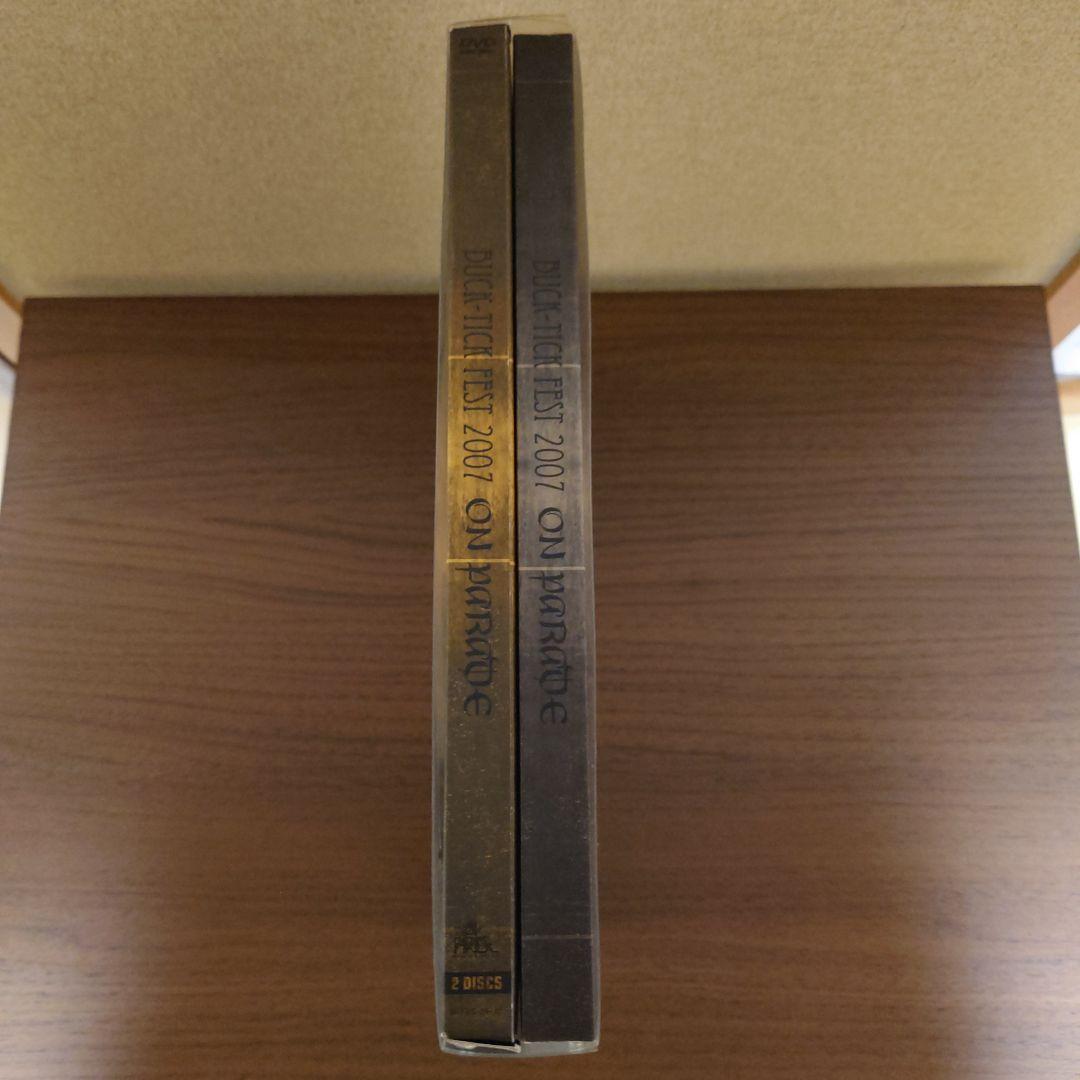 DVD
BUCK-TICK FEST 2007 ON PARADE
2 DISCS
BUCK-TICK FEST 2007 ON PARADE